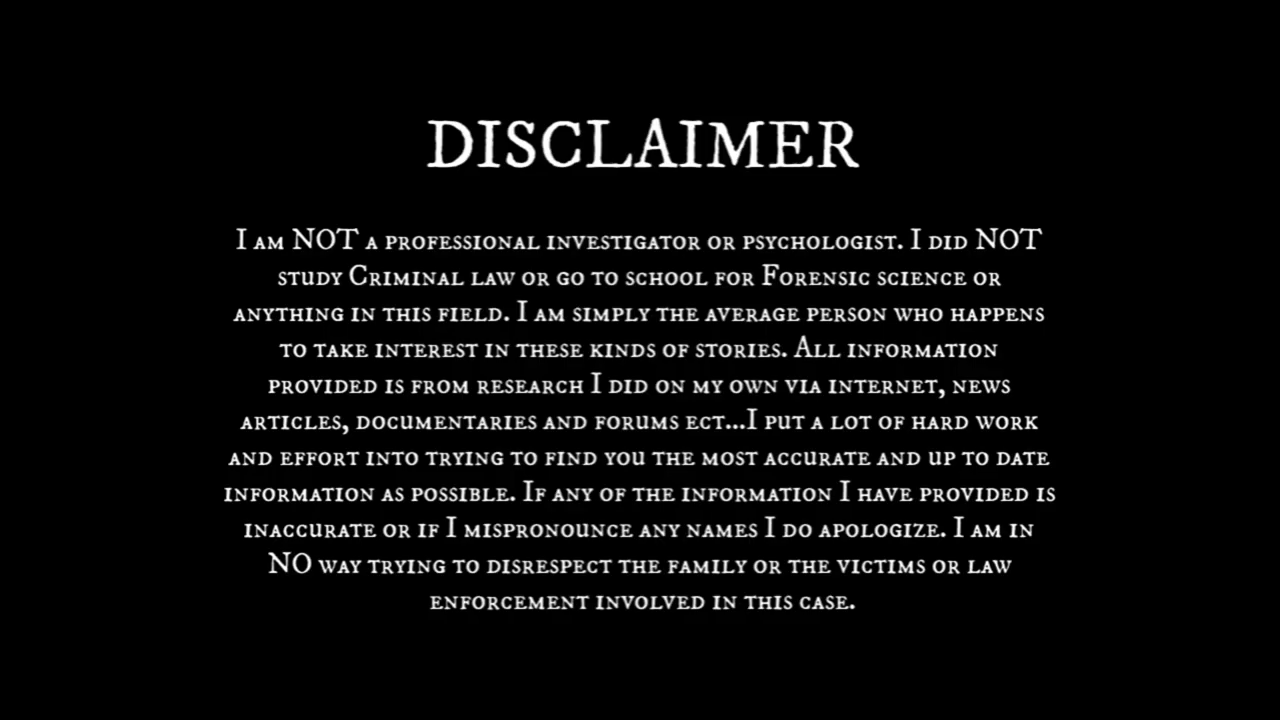 DISCLAIMER
I am NOT a professional investigator or psychologist. I did NOT
study Criminal law or go to school for Forensic science or
anything in this field. I am simply the average person who happens
to take interest in these kinds of stories. All information
provided is from research I did on my own via internet, news
articles, documentaries and forums ect...I put a lot of hard work
and effort into trying to find you the most accurate and up to date
information as possible. If any of the information I have provided is
inaccurate or if I mispronounce any names I do apologize. I am in
NO way trying to disrespect the family or the victims or law
enforcement involved in this case.